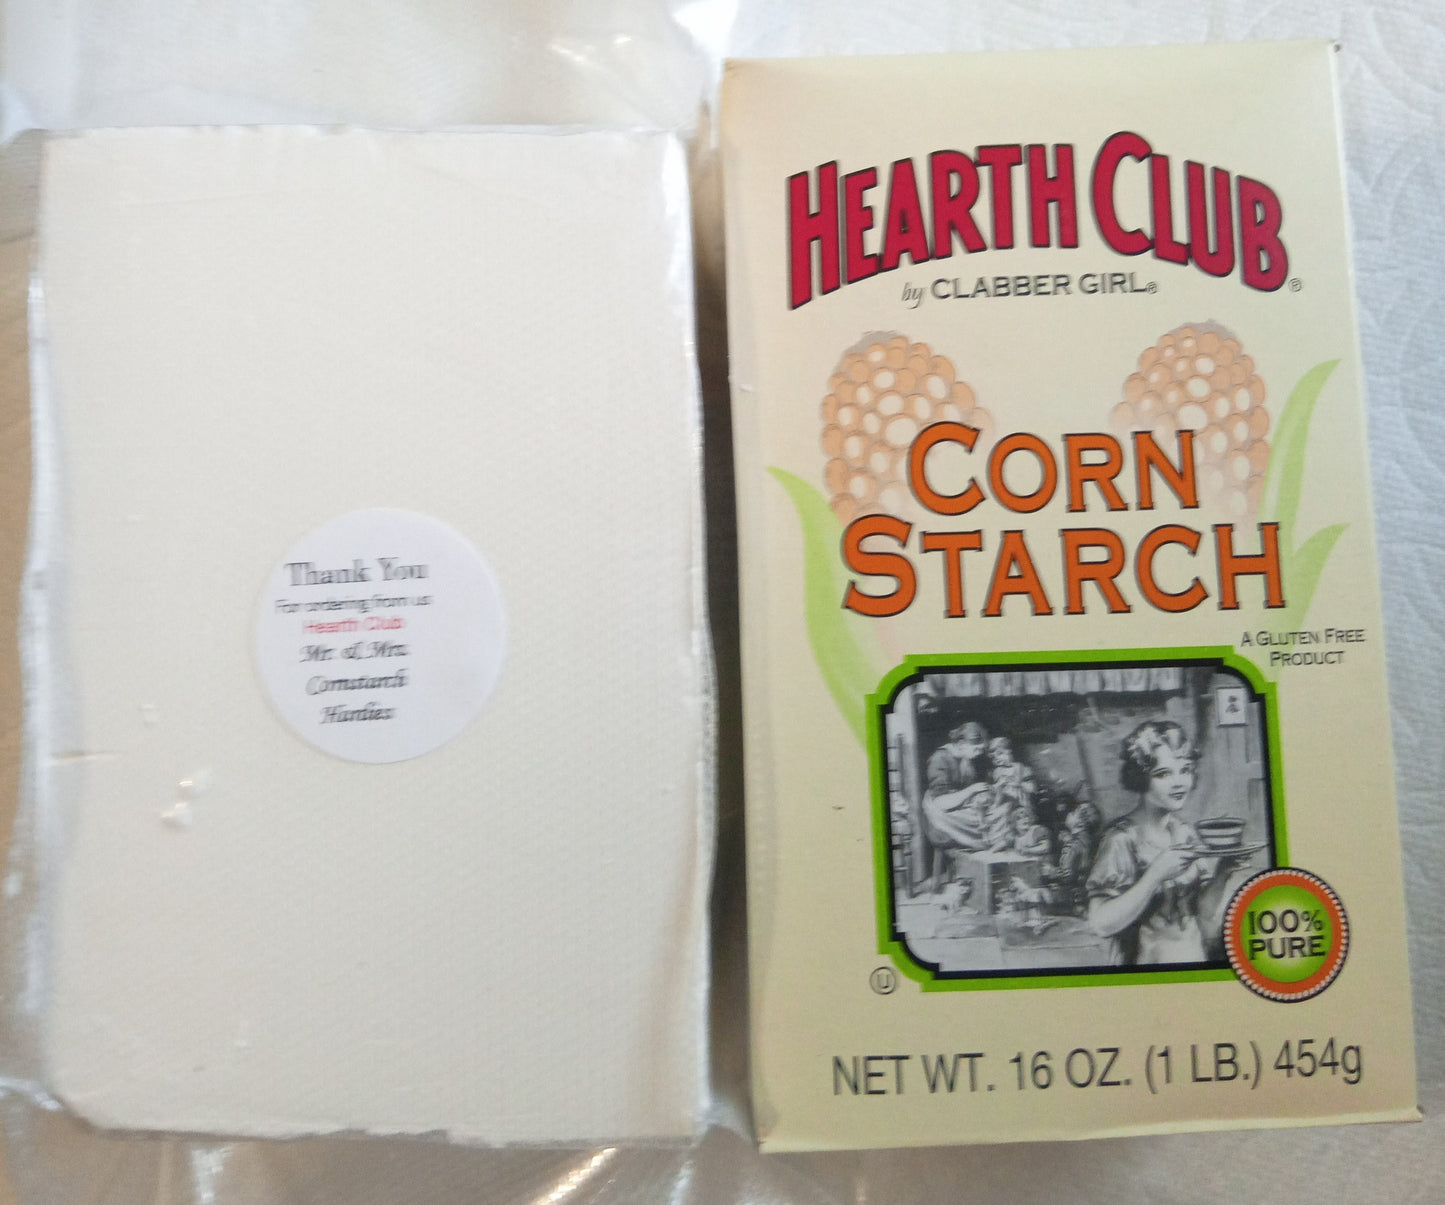 Thank You
For ordering from us
Hearth Club
Mr. & Mrs.
Cornstarch
Hardies
HEARTH CLUB®
by CLABBER GIRL®
CORN
STARCH
A GLUTEN FREE
PRODUCT
100%
PURE
U
NET WT. 16 OZ. (1 LB.) 454g